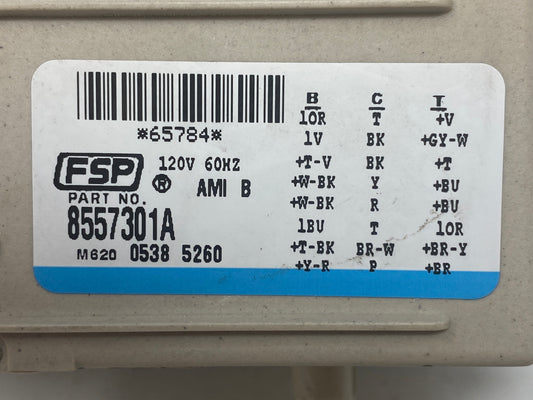 *65784*
FSP ®
120V 60HZ
AMI B
PART NO.
8557301A
M620 0538 5260
B C T
1OR T +V
1V BK +GY-W
+T-V BK +T
+W-BK Y +BU
+W-BK R +BU
1BU T 1OR
+T-BK BR-W +BR-Y
+Y-R P +BR